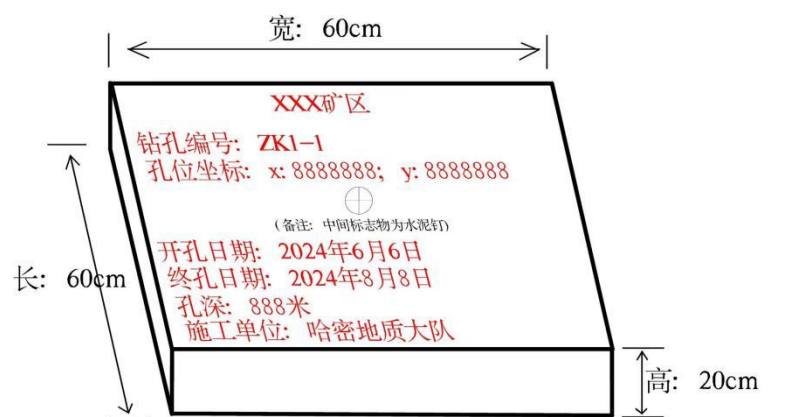 宽: 60cm
XXX矿区
钻孔编号: ZK1-1
孔位坐标: x: 8888888; y: 8888888
(备注: 中间标志物为水泥钉)
开孔日期: 2024年6月6日
终孔日期: 2024年8月8日
长: 60cm
孔深: 888米
施工单位: 哈密地质大队
高: 20cm